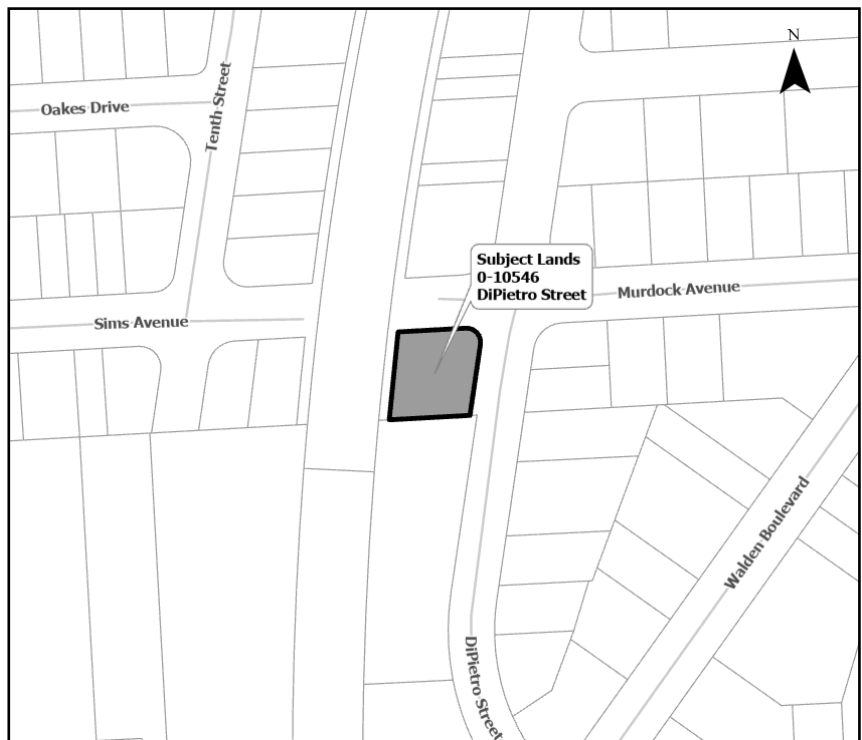 N
Oakes Drive
Tenth Street
Subject Lands
0-10546
DiPietro Street
Murdock Avenue
Sims Avenue
Walden Boulevard
DiPietro Street